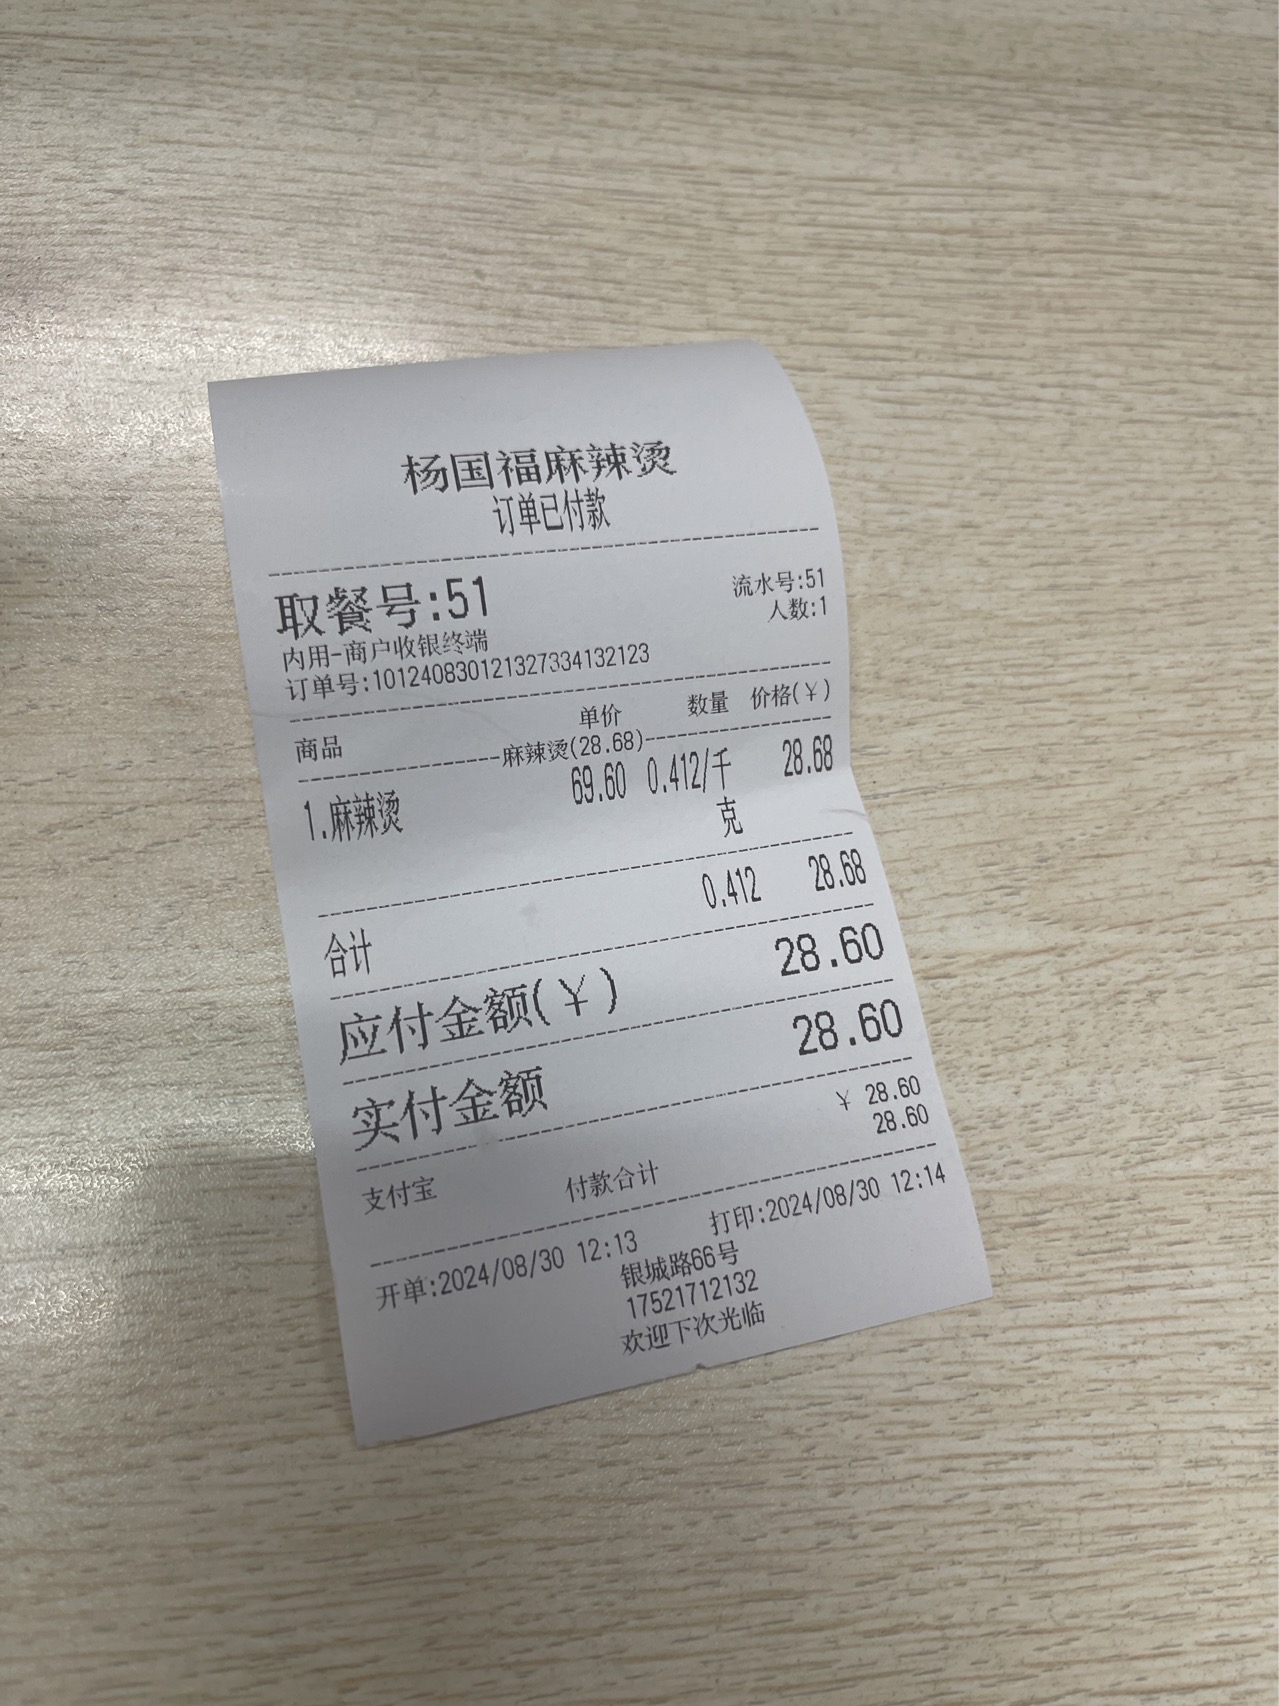 杨国福麻辣烫
订单已付款
取餐号:51 流水号:51
内用-商户收银终端 人数:1
订单号:101240830121327334132123
商品 单价 数量 价格(￥)
麻辣烫(28.68)
1.麻辣烫 69.60 0.412/千克 28.68
合计 0.412 28.68
应付金额(￥) 28.60
实付金额 28.60
支付宝 ￥ 28.60
付款合计 28.60
开单:2024/08/30 12:13 打印:2024/08/30 12:14
银城路66号
17521712132
欢迎下次光临